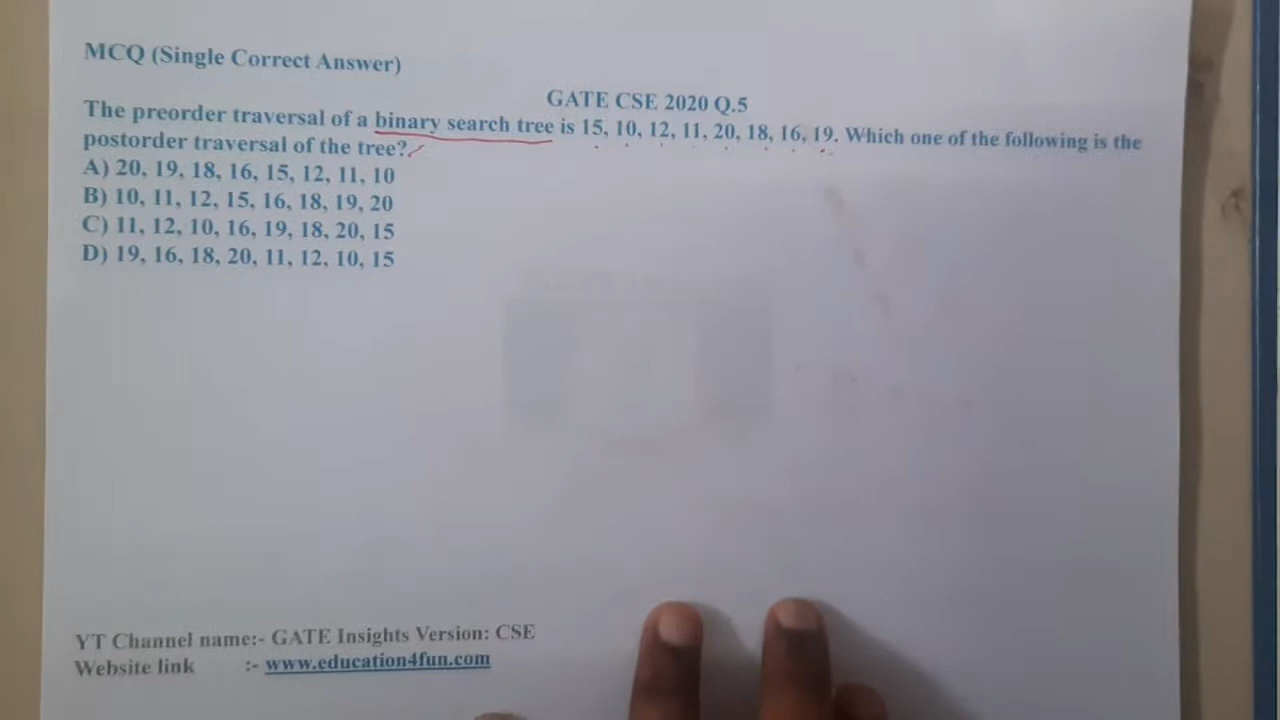 MCQ (Single Correct Answer)
GATE CSE 2020 Q.5
The preorder traversal of a binary search tree is 15, 10, 12, 11, 20, 18, 16, 19. Which one of the following is the
postorder traversal of the tree?
A) 20, 19, 18, 16, 15, 12, 11, 10
B) 10, 11, 12, 15, 16, 18, 19, 20
C) 11, 12, 10, 16, 19, 18, 20, 15
D) 19, 16, 18, 20, 11, 12, 10, 15
YT Channel name:- GATE Insights Version: CSE
Website link :- www.education4fun.com